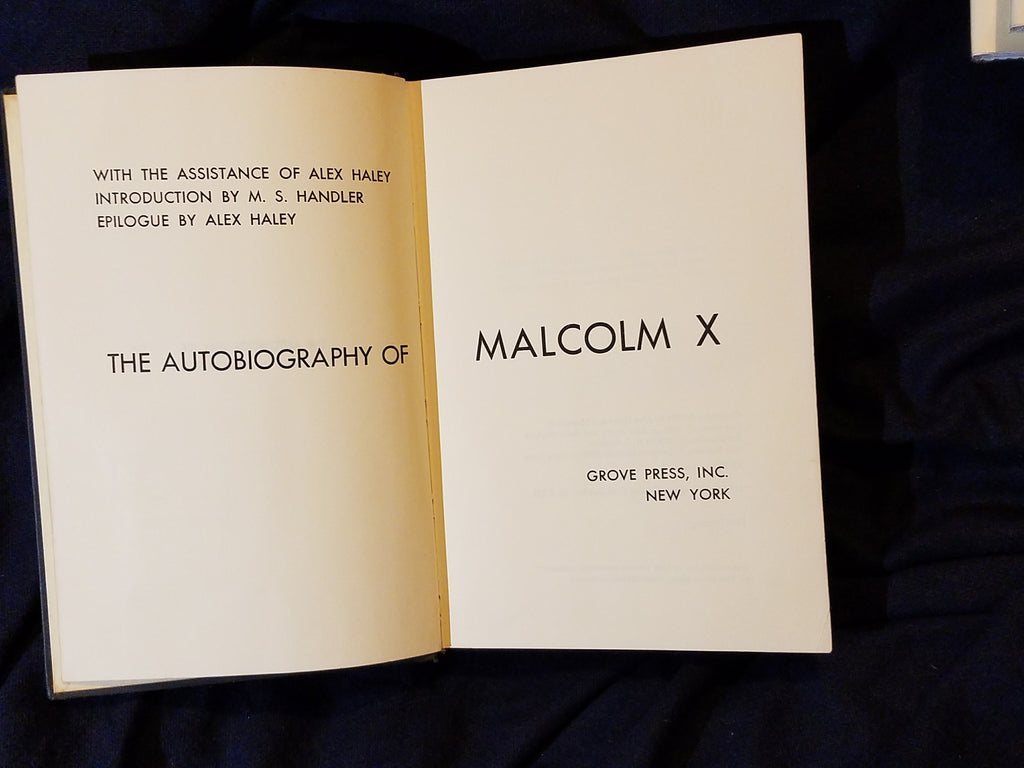 WITH THE ASSISTANCE OF ALEX HALEY
INTRODUCTION BY M. S. HANDLER
EPILOGUE BY ALEX HALEY
THE AUTOBIOGRAPHY OF MALCOLM X
GROVE PRESS, INC.
NEW YORK